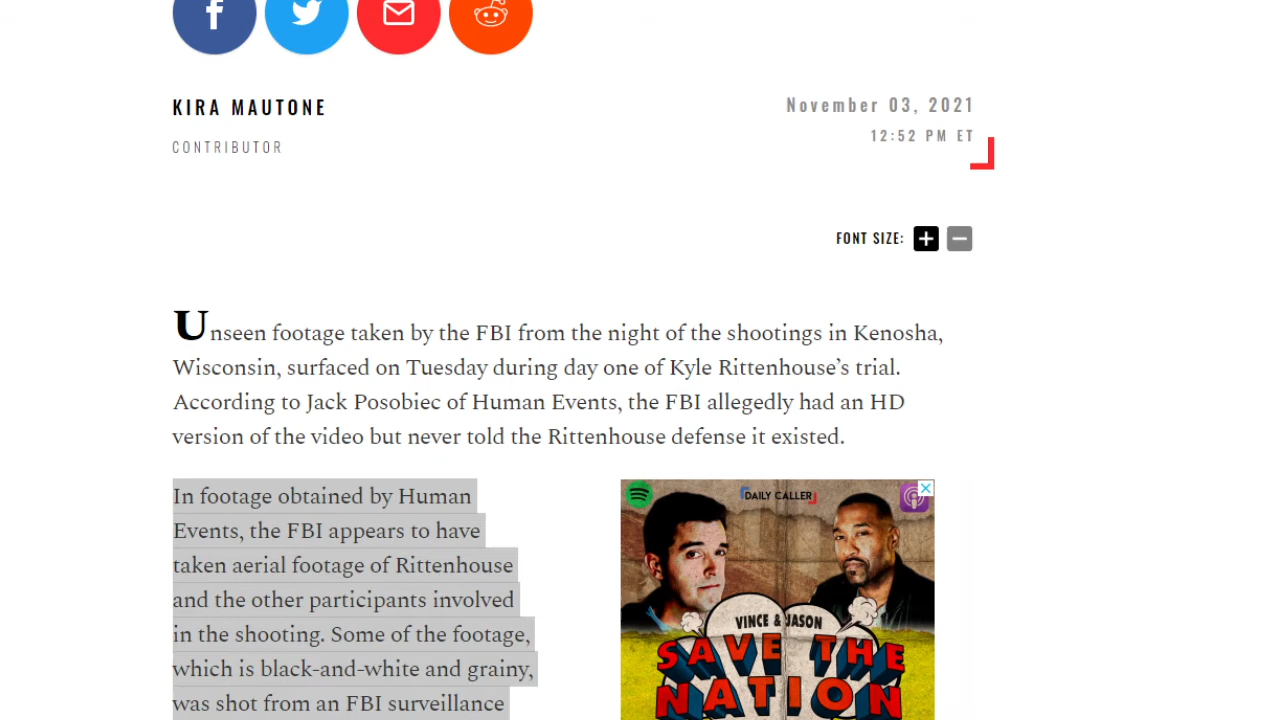 KIRA MAUTONE
CONTRIBUTOR
November 03, 2021
12:52 PM ET
FONT SIZE:
Unseen footage taken by the FBI from the night of the shootings in Kenosha,
Wisconsin, surfaced on Tuesday during day one of Kyle Rittenhouse’s trial.
According to Jack Posobiec of Human Events, the FBI allegedly had an HD
version of the video but never told the Rittenhouse defense it existed.
In footage obtained by Human
Events, the FBI appears to have
taken aerial footage of Rittenhouse
and the other participants involved
in the shooting. Some of the footage,
which is black-and-white and grainy,
was shot from an FBI surveillance
DAILY CALLER
VINCE & JASON
SAVE THE
NATION